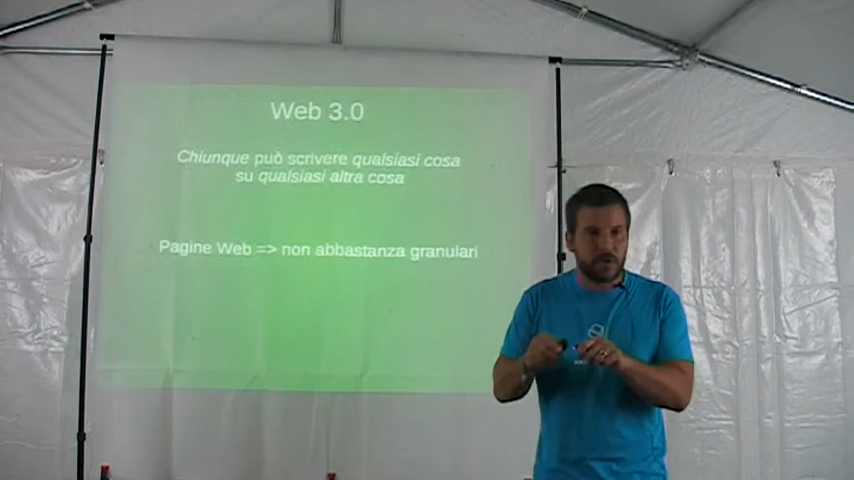 Web 3.0
Chiunque può scrivere qualsiasi cosa
su qualsiasi altra cosa
Pagine Web => non abbastanza granulari